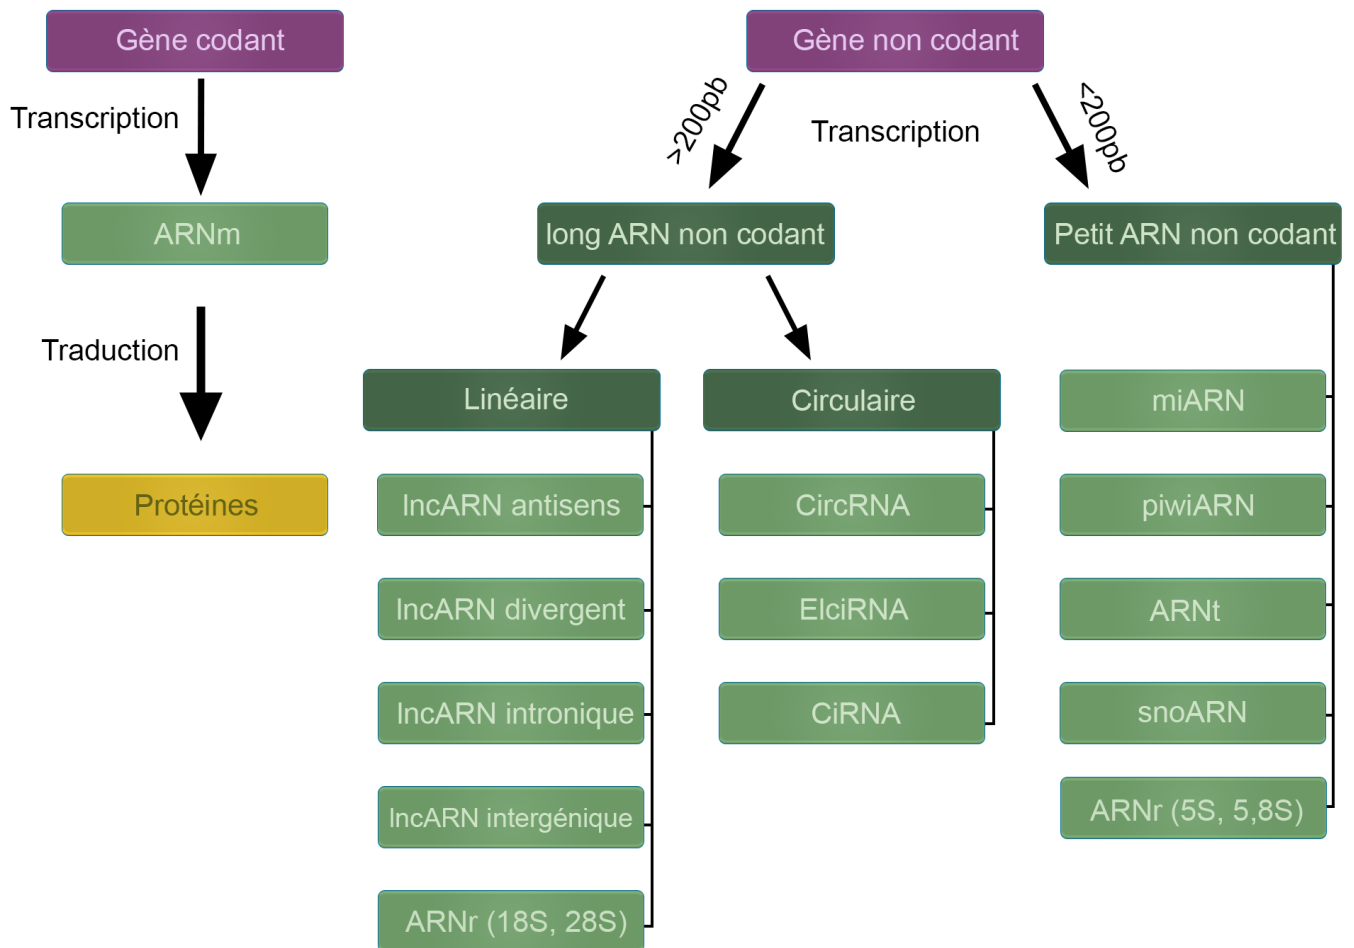 Gène codant
Transcription
ARNm
Traduction
Protéines
Gène non codant
>200pb
Transcription
<200pb
long ARN non codant
Petit ARN non codant
Linéaire
lncARN antisens
lncARN divergent
lncARN intronique
lncARN intergénique
ARNr (18S, 28S)
Circulaire
CircRNA
ElciRNA
CiRNA
miARN
piwiARN
ARNt
snoARN
ARNr (5S, 5,8S)